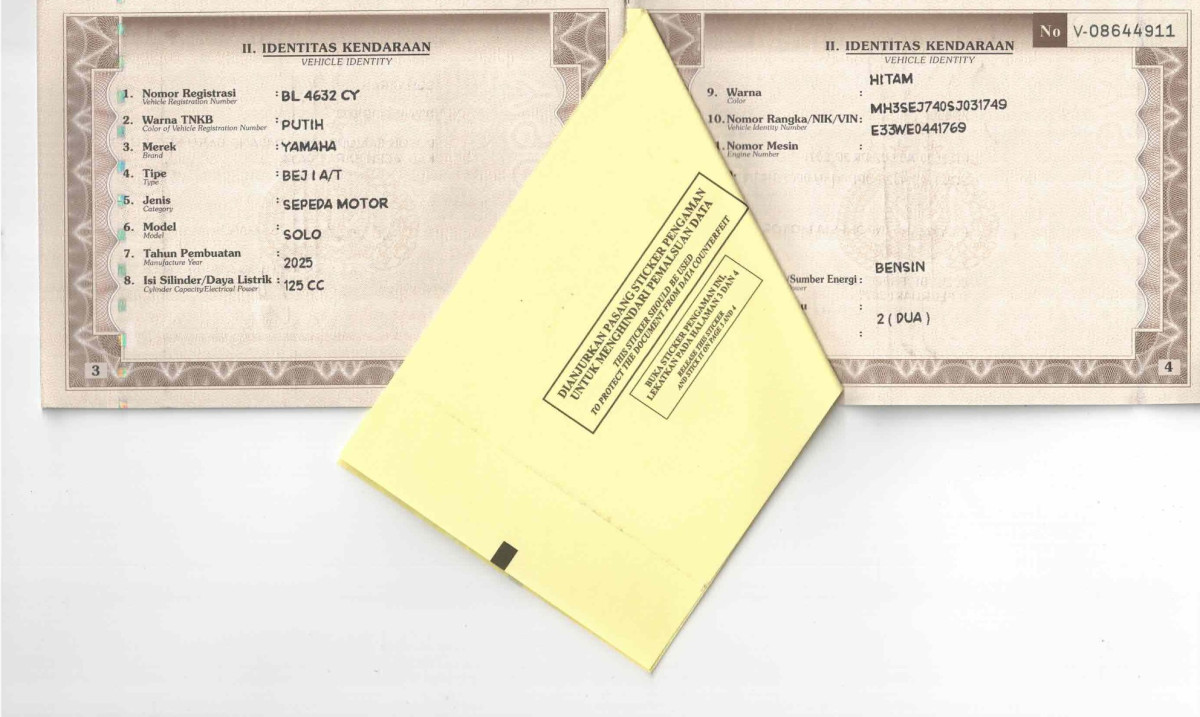 II. IDENTITAS KENDARAAN
VEHICLE IDENTITY
1. Nomor Registrasi : BL 4632 CY
Vehicle Registration Number
2. Warna TNKB : PUTIH
Color of Vehicle Registration Number
3. Merek : YAMAHA
Brand
4. Tipe : BEJ1 A/T
Type
5. Jenis : SEPEDA MOTOR
Category
6. Model : SOLO
Model
7. Tahun Pembuatan : 2025
Manufacture Year
8. Isi Silinder/Daya Listrik : 125 CC
Cylinder Capacity/Electrical Power
3
DIANJURKAN PASANG STICKER PENGAMAN
UNTUK MENGHINDARI PEMALSUAN DATA
THIS STICKER SHOULD BE USED
TO PROTECT THE DOCUMENT FROM DATA COUNTERFEIT
BUKA STICKER PENGAMAN INI,
LEKATKAN PADA HALAMAN 3 DAN 4
RELEASE THIS STICKER
AND STICK IT ON PAGE 3 AND 4
No V-08644911
II. IDENTITAS KENDARAAN
VEHICLE IDENTITY
HITAM
9. Warna :
Color
MH3SEJ740SJ031749
10. Nomor Rangka/NIK/VIN :
Vehicle Identity Number
E33WE0441769
1. Nomor Mesin :
Engine Number
BENSIN
/Sumber Energi :
2 ( DUA )
:
4